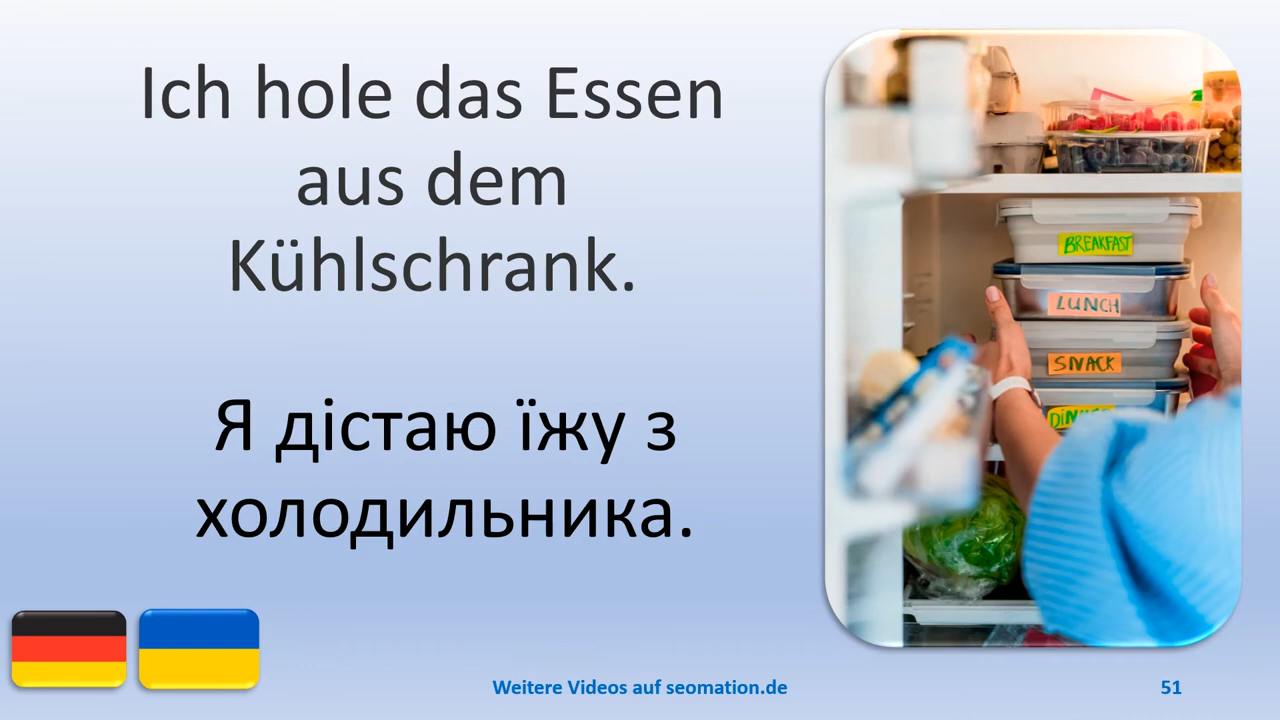 Ich hole das Essen
aus dem
Kühlschrank.
Я дістаю їжу з
холодильника.
BREAKFAST
LUNCH
SNACK
DINNER
Weitere Videos auf seomation.de
51